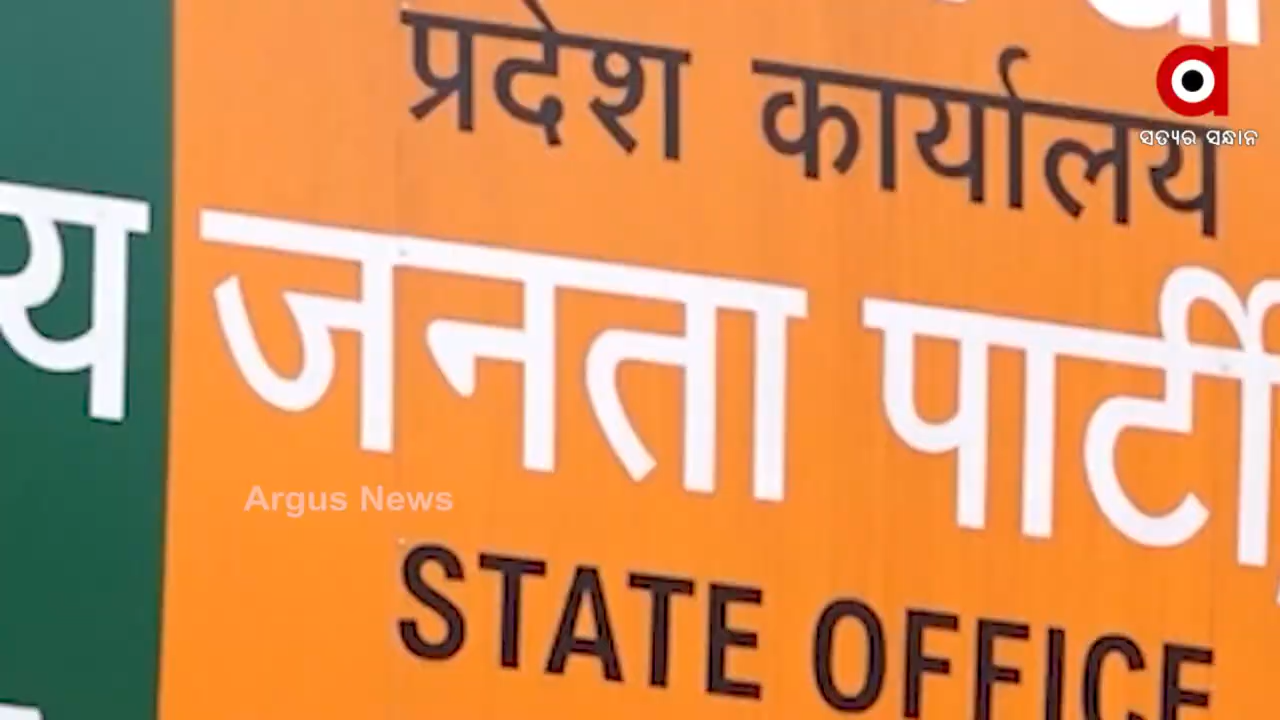 प्रदेश कार्यालय
ସତ୍ୟର ସନ୍ଧାନ
य जनता पार्टी
Argus News
STATE OFFICE